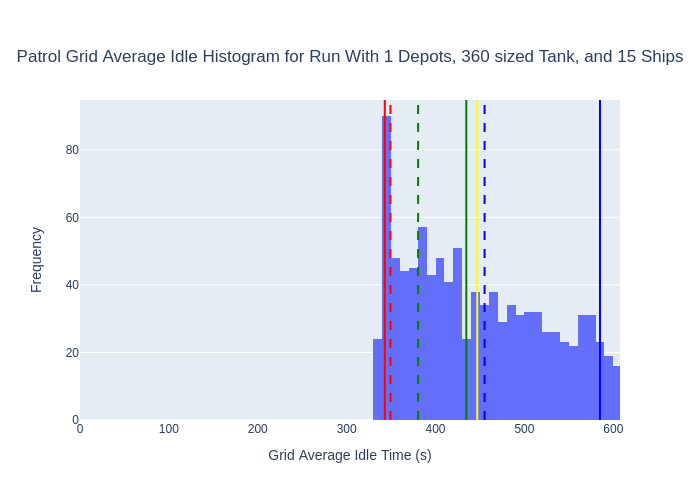 Patrol Grid Average Idle Histogram for Run With 1 Depots, 360 sized Tank, and 15 Ships
80
60
40
20
0
0 100 200 300 400 500 600
Frequency
Grid Average Idle Time (s)